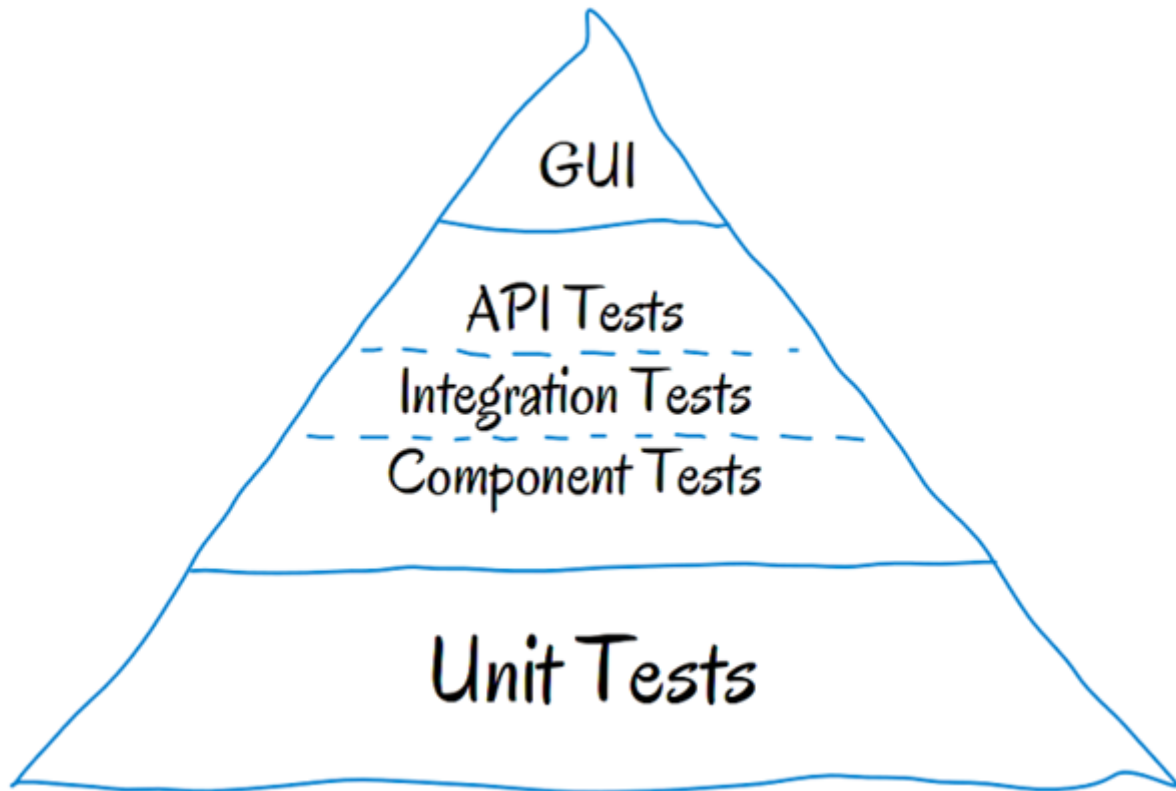 GUI
API Tests
Integration Tests
Component Tests
Unit Tests